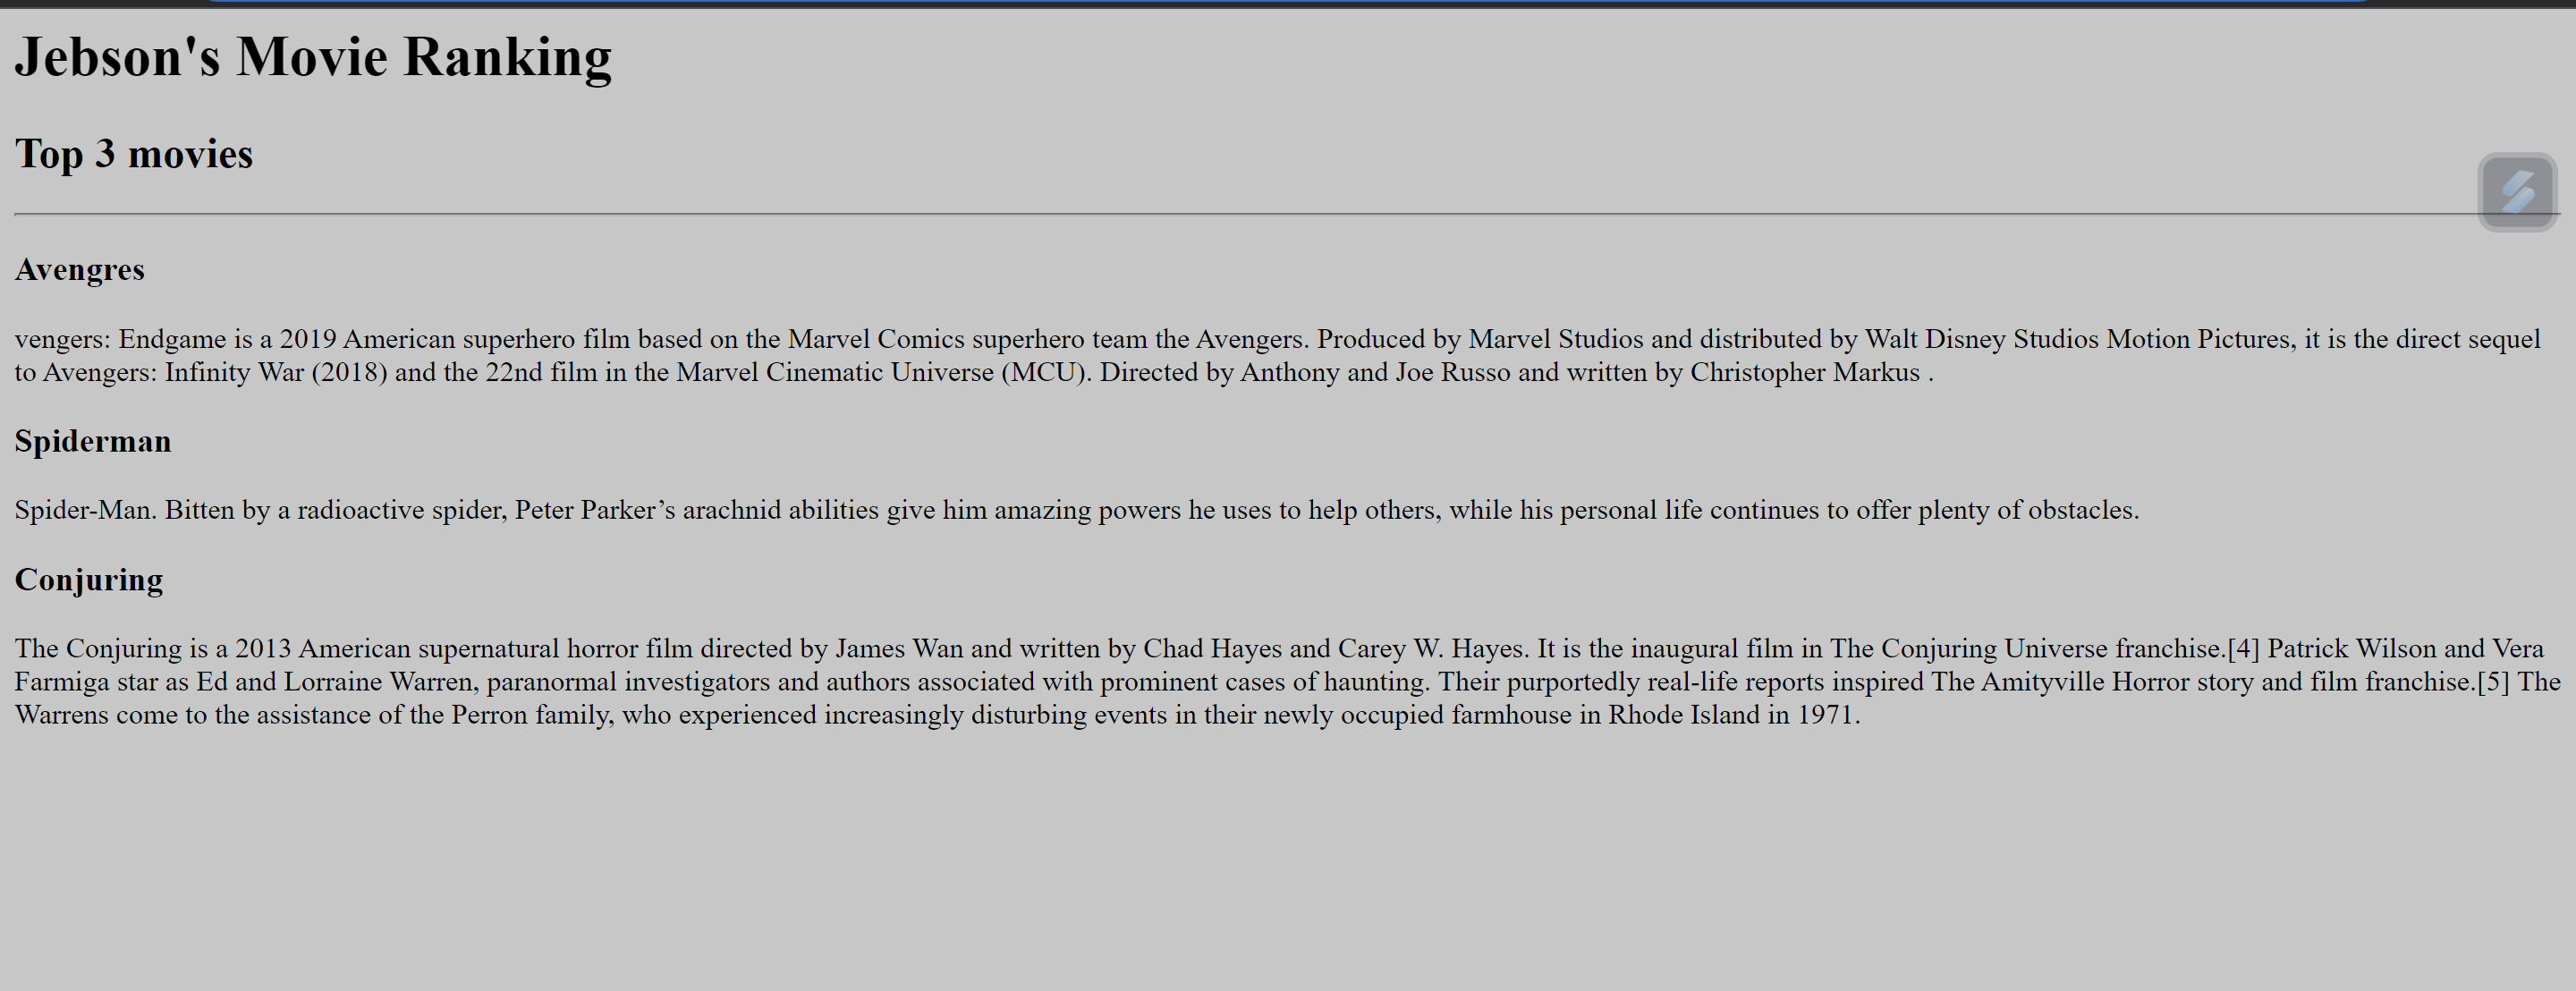 Jebson's Movie Ranking
Top 3 movies
Avengres
vengers: Endgame is a 2019 American superhero film based on the Marvel Comics superhero team the Avengers. Produced by Marvel Studios and distributed by Walt Disney Studios Motion Pictures, it is the direct sequel
to Avengers: Infinity War (2018) and the 22nd film in the Marvel Cinematic Universe (MCU). Directed by Anthony and Joe Russo and written by Christopher Markus .
Spiderman
Spider-Man. Bitten by a radioactive spider, Peter Parker’s arachnid abilities give him amazing powers he uses to help others, while his personal life continues to offer plenty of obstacles.
Conjuring
The Conjuring is a 2013 American supernatural horror film directed by James Wan and written by Chad Hayes and Carey W. Hayes. It is the inaugural film in The Conjuring Universe franchise.[4] Patrick Wilson and Vera
Farmiga star as Ed and Lorraine Warren, paranormal investigators and authors associated with prominent cases of haunting. Their purportedly real-life reports inspired The Amityville Horror story and film franchise.[5] The
Warrens come to the assistance of the Perron family, who experienced increasingly disturbing events in their newly occupied farmhouse in Rhode Island in 1971.